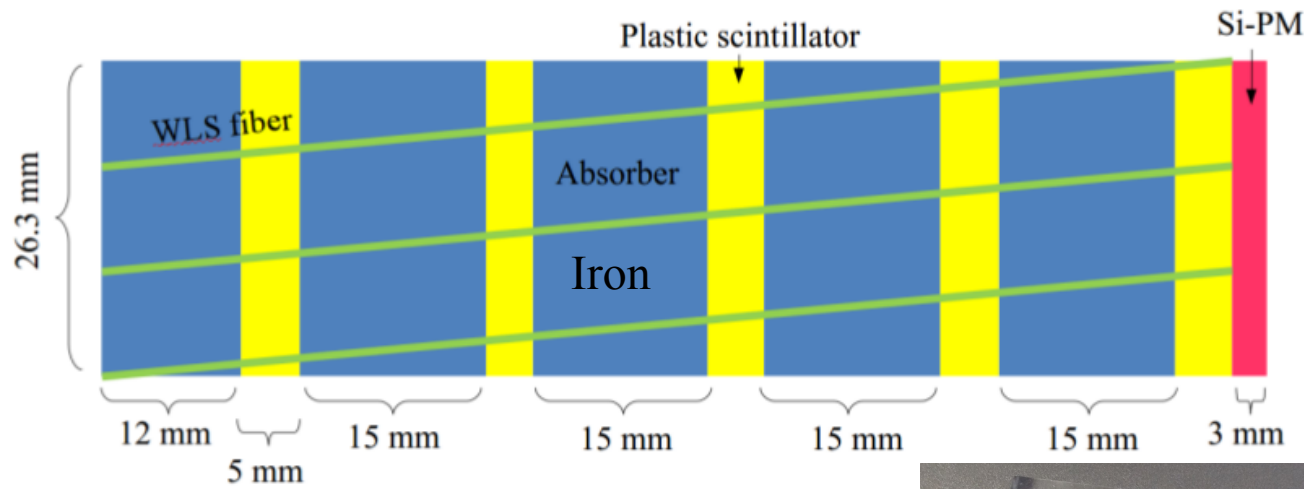 Si-PM
Plastic scintillator
WLS fiber
Absorber
26.3 mm
Iron
12 mm
15 mm
15 mm
15 mm
15 mm
3 mm
5 mm